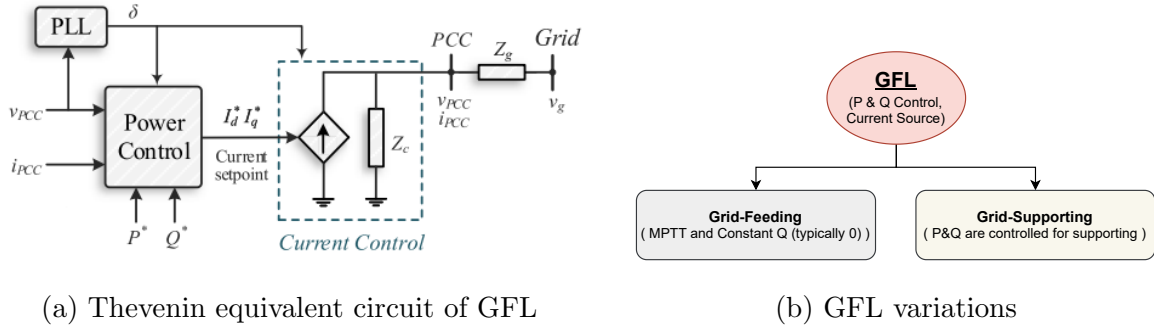 PLL
δ
v_PCC
i_PCC
Power
Control
P* Q*
I*_d I*_q
Current
setpoint
Z_c
Current Control
PCC
Z_g
Grid
v_PCC
i_PCC
v_g
(a) Thevenin equivalent circuit of GFL
GFL
(P & Q Control,
Current Source)
Grid-Feeding
( MPTT and Constant Q (typically 0) )
Grid-Supporting
( P&Q are controlled for supporting )
(b) GFL variations